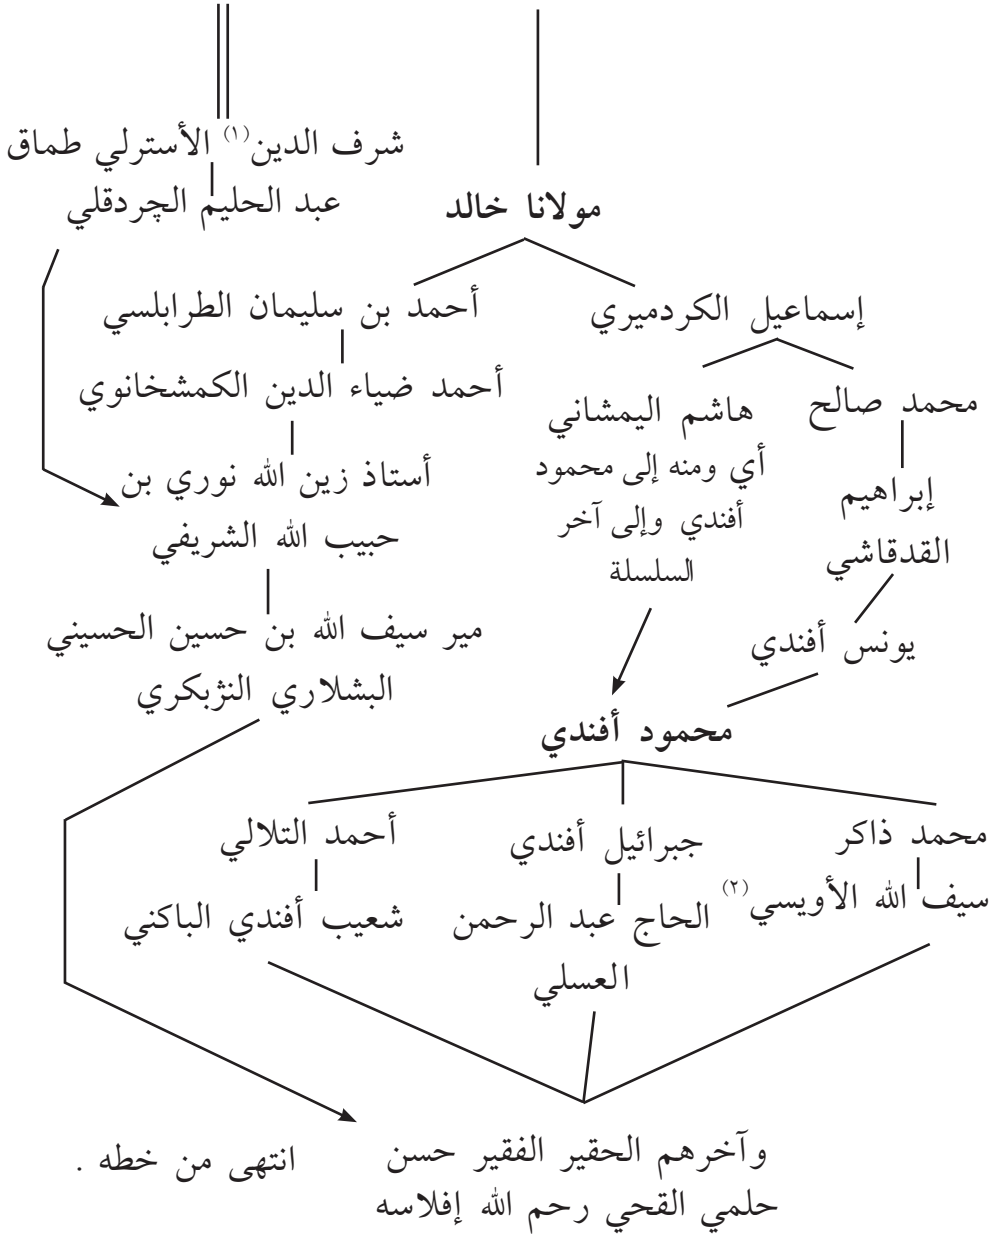 شرف الدين(١) الأسترلي طماق
عبد الحليم الچردقلي
مولانا خالد
أحمد بن سليمان الطرابلسي
إسماعيل الكردميري
أحمد ضياء الدين الكمشخانوي
هاشم اليمشاني
أي ومنه إلى محمود
أفندي وإلى آخر
السلسلة
محمد صالح
إبراهيم
القدقاشي
يونس أفندي
أستاذ زين الله نوري بن
حبيب الله الشريفي
مير سيف الله بن حسين الحسيني
البشلاري النژبكري
محمود أفندي
محمد ذاكر
جبرائيل أفندي
أحمد التلالي
سيف الله الأويسي(٢)
الحاج عبد الرحمن
العسلي
شعيب أفندي الباكني
وآخرهم الحقير الفقير حسن
حلمي القحي رحم الله إفلاسه
انتهى من خطه .